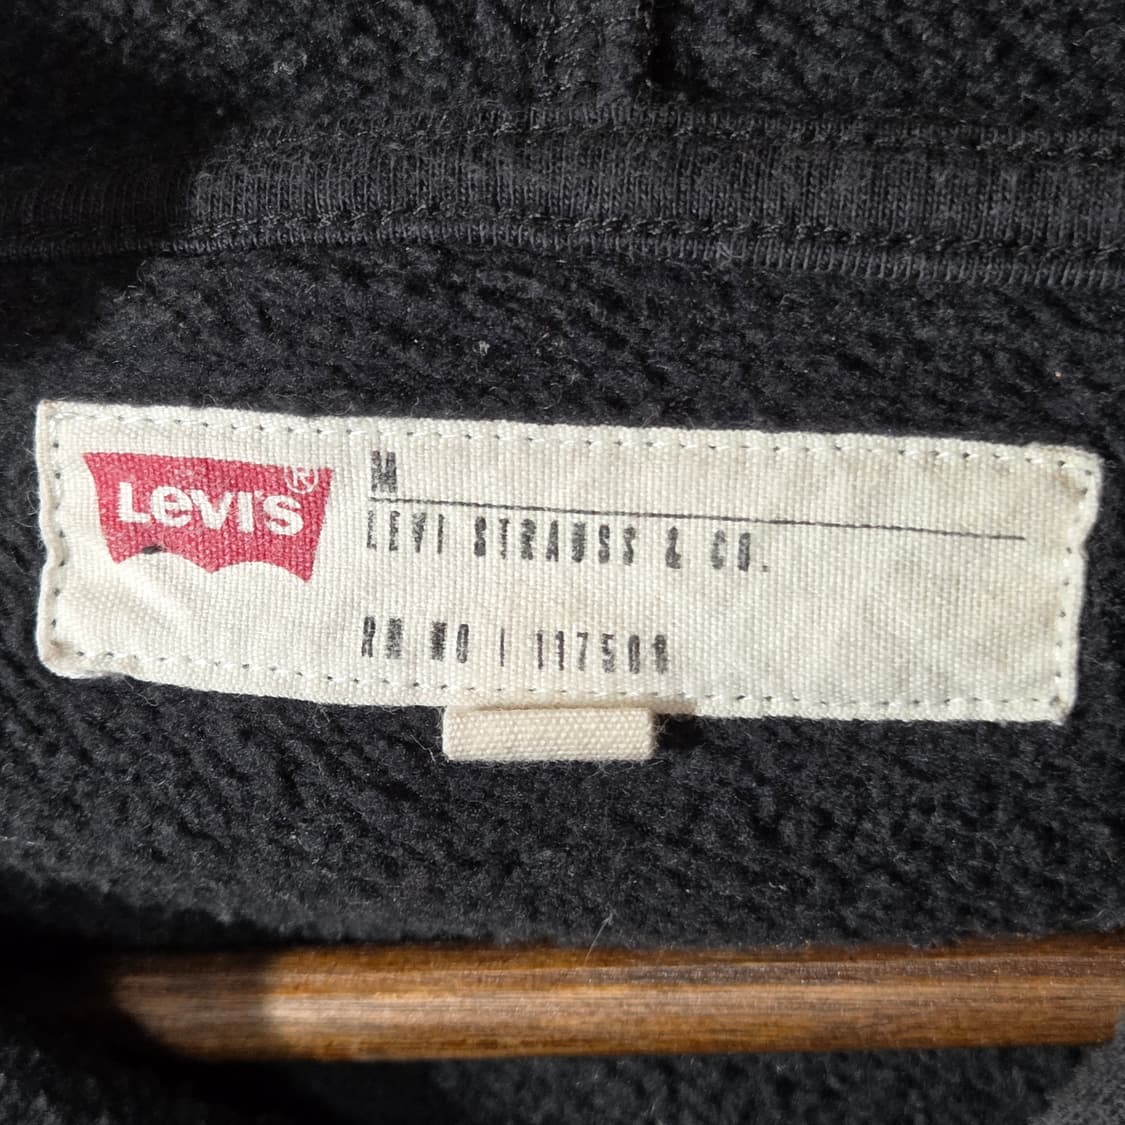 Levi's®
M
LEVI STRAUSS & CO.
RN NO | 117508